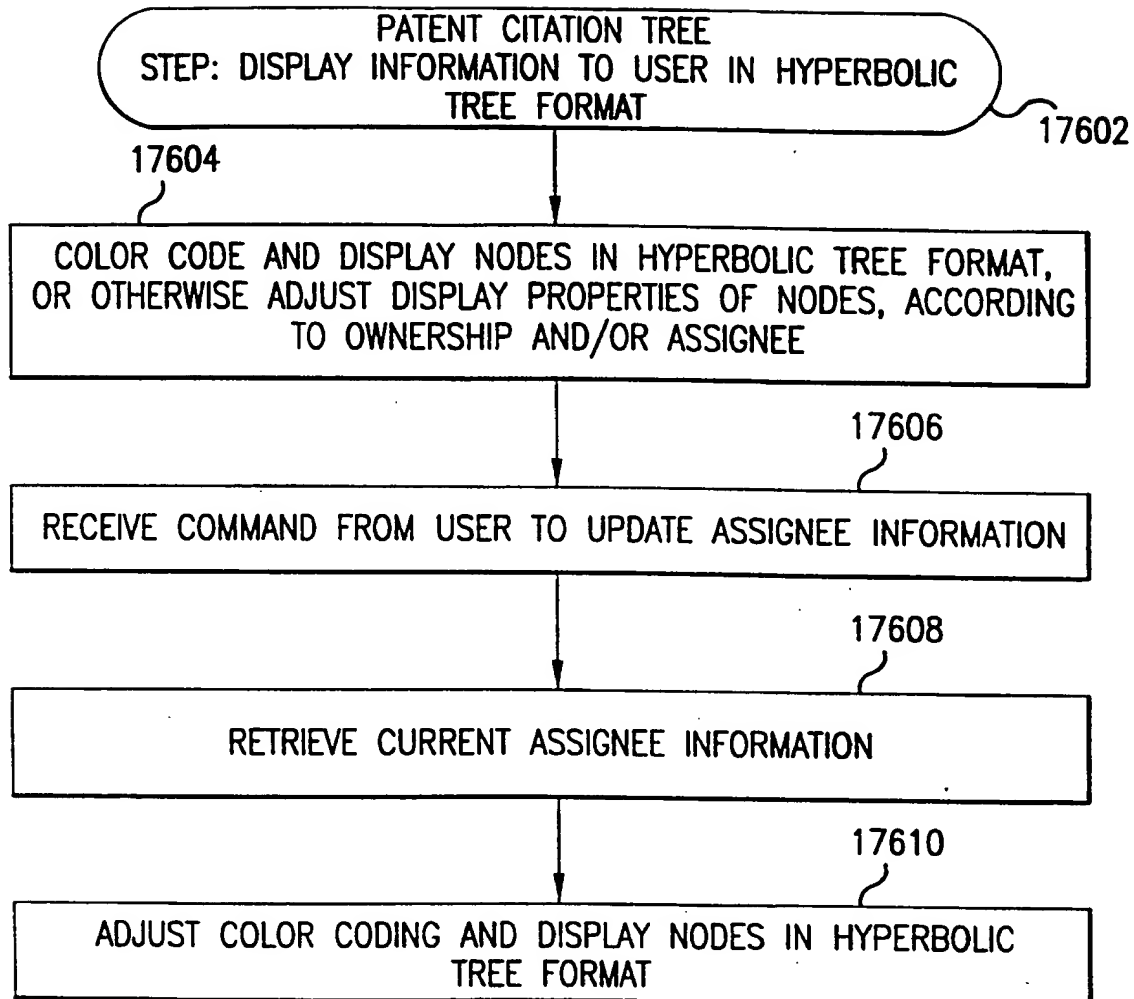 PATENT CITATION TREE
STEP: DISPLAY INFORMATION TO USER IN HYPERBOLIC
TREE FORMAT
17602
17604
COLOR CODE AND DISPLAY NODES IN HYPERBOLIC TREE FORMAT,
OR OTHERWISE ADJUST DISPLAY PROPERTIES OF NODES, ACCORDING
TO OWNERSHIP AND/OR ASSIGNEE
17606
RECEIVE COMMAND FROM USER TO UPDATE ASSIGNEE INFORMATION
17608
RETRIEVE CURRENT ASSIGNEE INFORMATION
17610
ADJUST COLOR CODING AND DISPLAY NODES IN HYPERBOLIC
TREE FORMAT